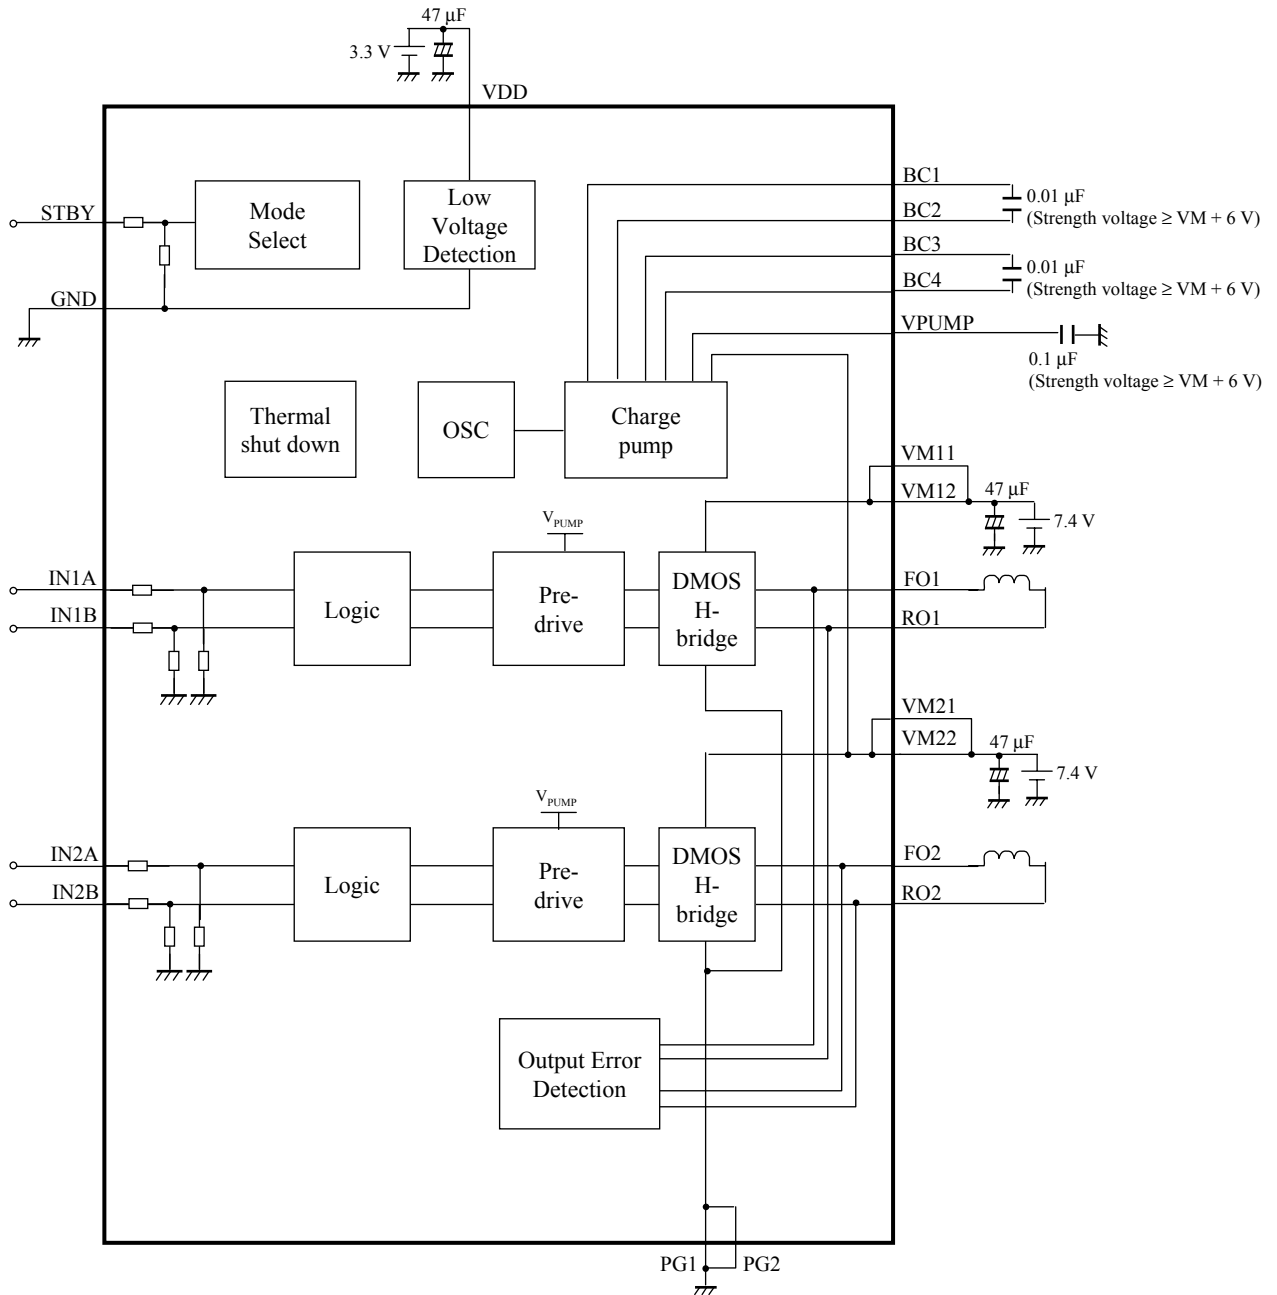 47 µF
3.3 V
VDD
BC1
0.01 µF
(Strength voltage ≥ VM + 6 V)
BC2
BC3
0.01 µF
(Strength voltage ≥ VM + 6 V)
BC4
VPUMP
0.1 µF
(Strength voltage ≥ VM + 6 V)
STBY
Mode
Select
Low
Voltage
Detection
GND
Thermal
shut down
OSC
Charge
pump
VM11
VM12
47 µF
7.4 V
VPUMP
IN1A
IN1B
Logic
Pre-
drive
DMOS
H-
bridge
FO1
RO1
VM21
VM22
47 µF
7.4 V
VPUMP
IN2A
IN2B
Logic
Pre-
drive
DMOS
H-
bridge
FO2
RO2
Output Error
Detection
PG1
PG2